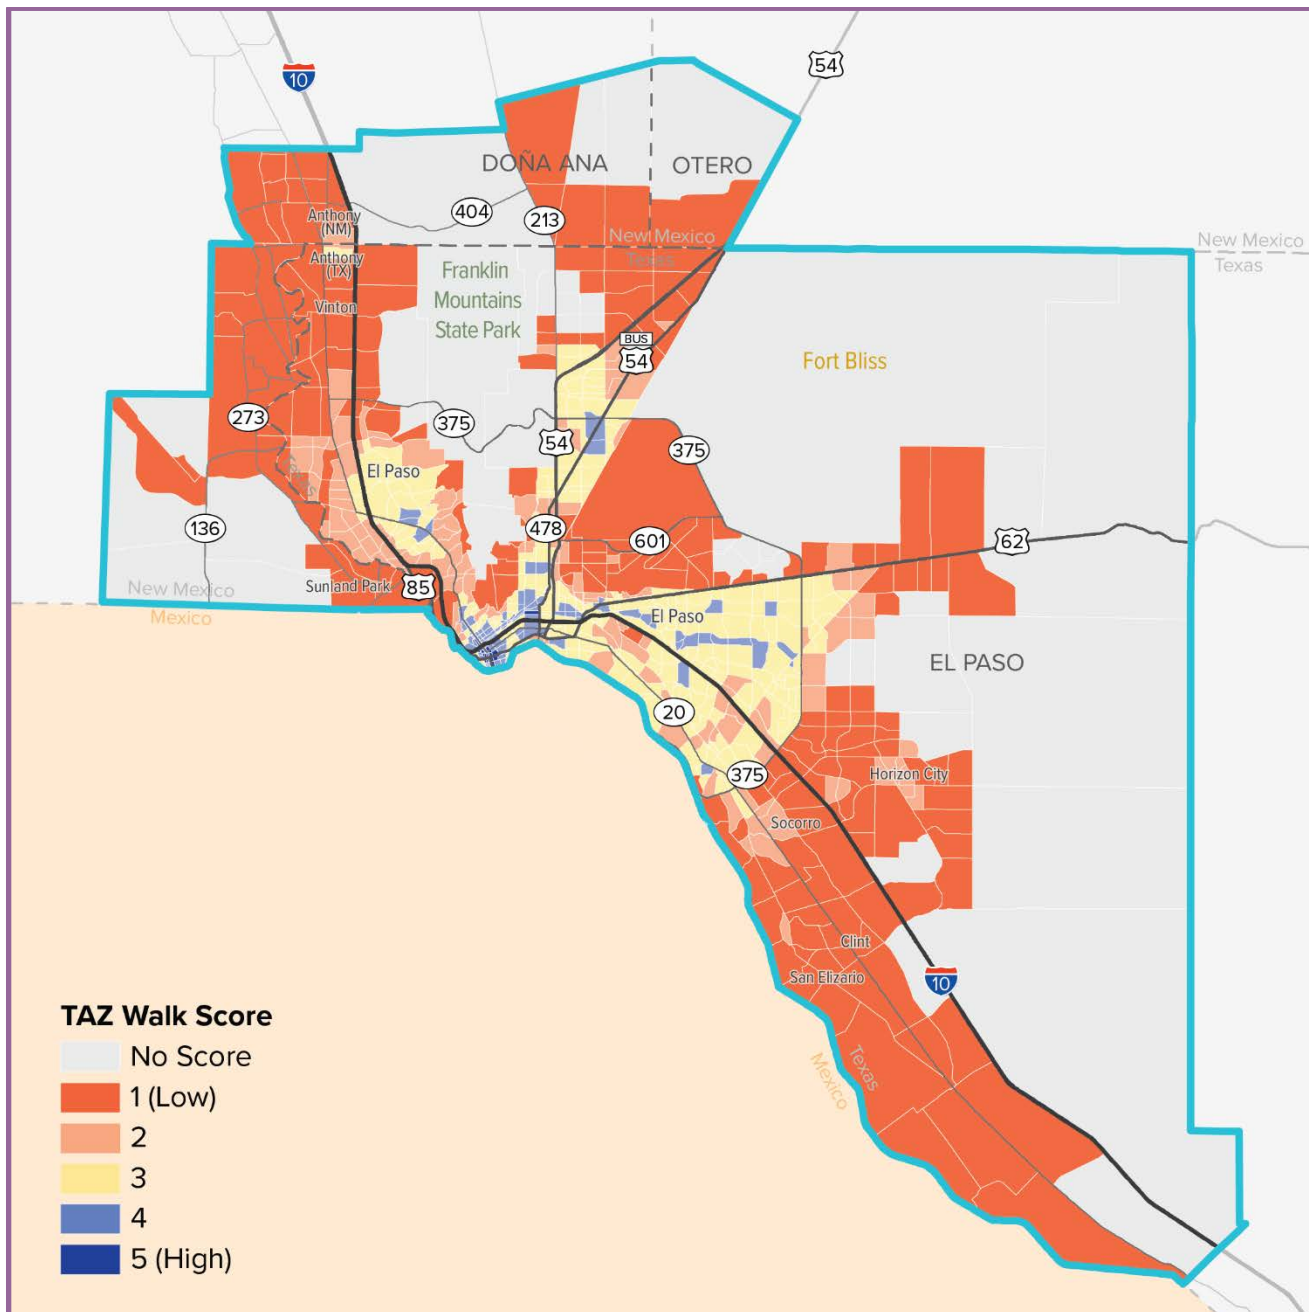 54
10
DOÑA ANA
OTERO
404
213
Anthony
(NM)
New Mexico
Texas
New Mexico
Texas
Anthony
(TX)
Franklin
Mountains
State Park
Vinton
BUS
54
Fort Bliss
273
375
54
375
El Paso
136
478
601
62
New Mexico
Mexico
Sunland Park
85
El Paso
EL PASO
20
375
Horizon City
Socorro
Clint
San Elizario
10
Texas
Mexico
TAZ Walk Score
No Score
1 (Low)
2
3
4
5 (High)